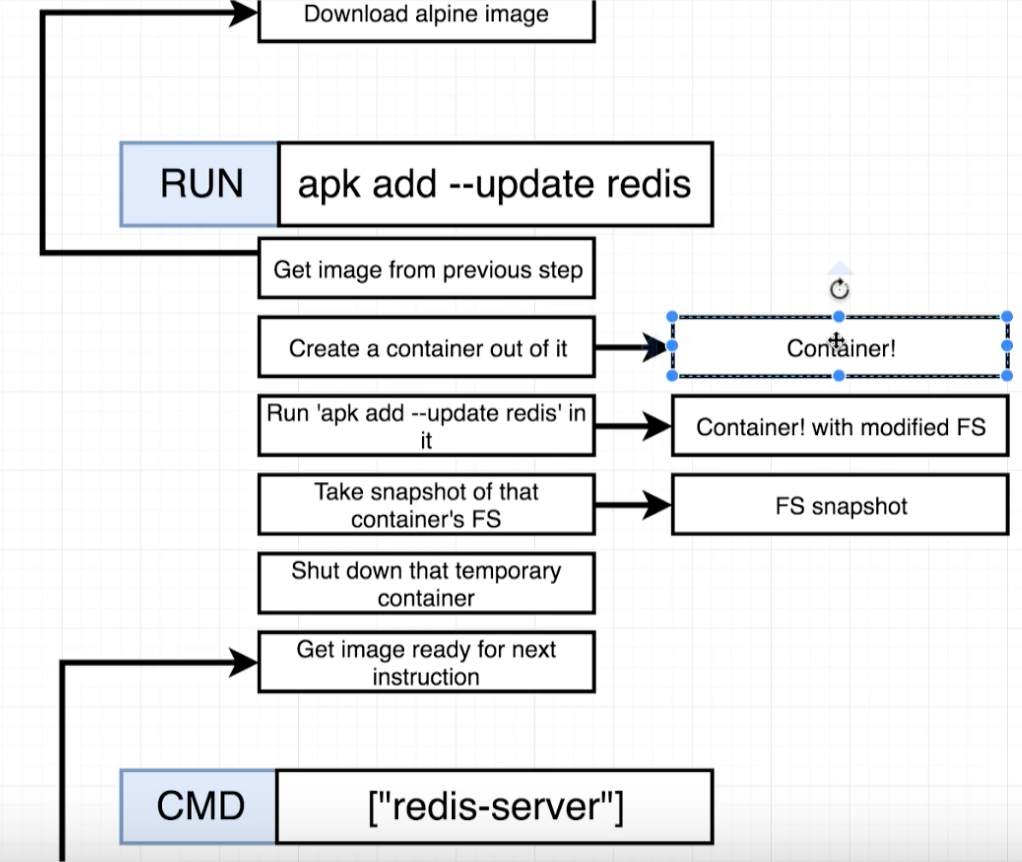 Download alpine image
RUN
apk add --update redis
Get image from previous step
Create a container out of it
Container!
Run 'apk add --update redis' in
it
Container! with modified FS
Take snapshot of that
container's FS
FS snapshot
Shut down that temporary
container
Get image ready for next
instruction
CMD
["redis-server"]